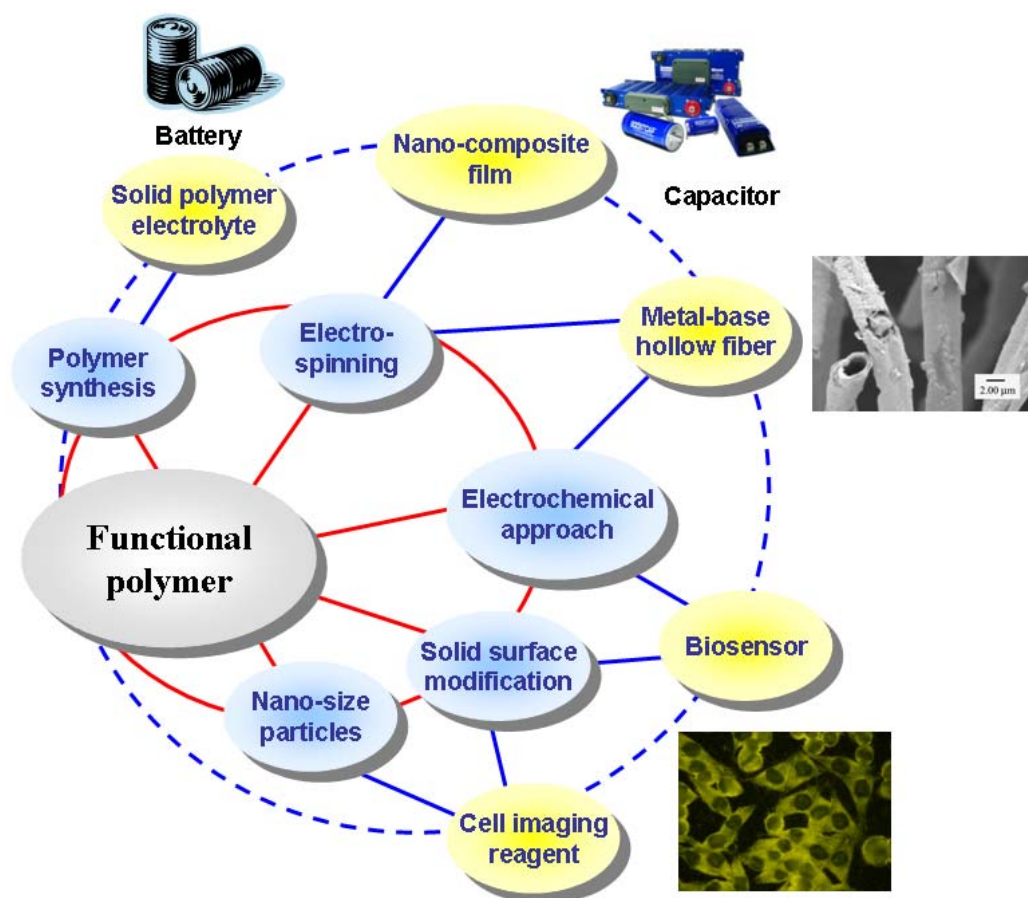 Battery
Nano-composite
film
Solid polymer
electrolyte
Capacitor
Electro-
spinning
Metal-base
hollow fiber
Polymer
synthesis
2.00 μm
Electrochemical
approach
Functional
polymer
Solid surface
modification
Biosensor
Nano-size
particles
Cell imaging
reagent